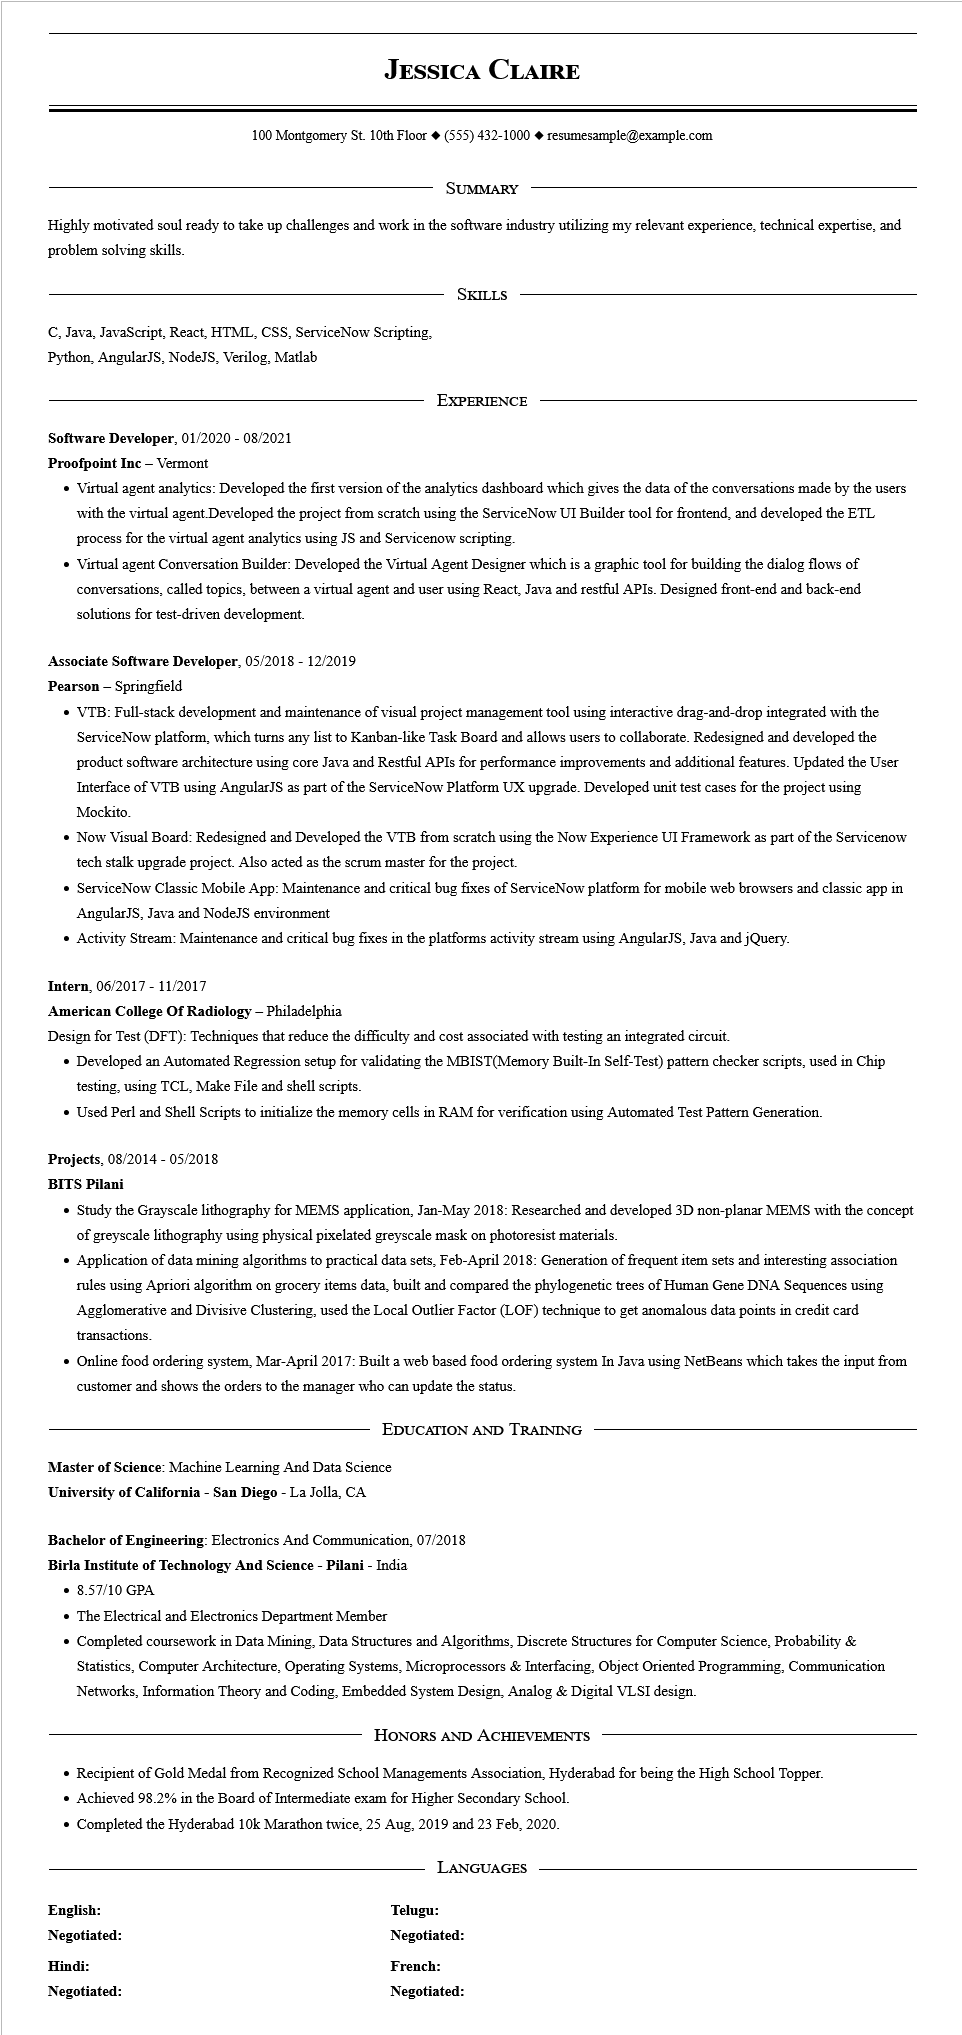 Jessica Claire
100 Montgomery St. 10th Floor ◆ (555) 432-1000 ◆ resumesample@example.com
Summary
Highly motivated soul ready to take up challenges and work in the software industry utilizing my relevant experience, technical expertise, and
problem solving skills.
Skills
C, Java, JavaScript, React, HTML, CSS, ServiceNow Scripting,
Python, AngularJS, NodeJS, Verilog, Matlab
Experience
Software Developer, 01/2020 - 08/2021
Proofpoint Inc – Vermont
• Virtual agent analytics: Developed the first version of the analytics dashboard which gives the data of the conversations made by the users
with the virtual agent.Developed the project from scratch using the ServiceNow UI Builder tool for frontend, and developed the ETL
process for the virtual agent analytics using JS and Servicenow scripting.
• Virtual agent Conversation Builder: Developed the Virtual Agent Designer which is a graphic tool for building the dialog flows of
conversations, called topics, between a virtual agent and user using React, Java and restful APIs. Designed front-end and back-end
solutions for test-driven development.
Associate Software Developer, 05/2018 - 12/2019
Pearson – Springfield
• VTB: Full-stack development and maintenance of visual project management tool using interactive drag-and-drop integrated with the
ServiceNow platform, which turns any list to Kanban-like Task Board and allows users to collaborate. Redesigned and developed the
product software architecture using core Java and Restful APIs for performance improvements and additional features. Updated the User
Interface of VTB using AngularJS as part of the ServiceNow Platform UX upgrade. Developed unit test cases for the project using
Mockito.
• Now Visual Board: Redesigned and Developed the VTB from scratch using the Now Experience UI Framework as part of the Servicenow
tech stalk upgrade project. Also acted as the scrum master for the project.
• ServiceNow Classic Mobile App: Maintenance and critical bug fixes of ServiceNow platform for mobile web browsers and classic app in
AngularJS, Java and NodeJS environment
• Activity Stream: Maintenance and critical bug fixes in the platforms activity stream using AngularJS, Java and jQuery.
Intern, 06/2017 - 11/2017
American College Of Radiology – Philadelphia
Design for Test (DFT): Techniques that reduce the difficulty and cost associated with testing an integrated circuit.
• Developed an Automated Regression setup for validating the MBIST(Memory Built-In Self-Test) pattern checker scripts, used in Chip
testing, using TCL, Make File and shell scripts.
• Used Perl and Shell Scripts to initialize the memory cells in RAM for verification using Automated Test Pattern Generation.
Projects, 08/2014 - 05/2018
BITS Pilani
• Study the Grayscale lithography for MEMS application, Jan-May 2018: Researched and developed 3D non-planar MEMS with the concept
of greyscale lithography using physical pixelated greyscale mask on photoresist materials.
• Application of data mining algorithms to practical data sets, Feb-April 2018: Generation of frequent item sets and interesting association
rules using Apriori algorithm on grocery items data, built and compared the phylogenetic trees of Human Gene DNA Sequences using
Agglomerative and Divisive Clustering, used the Local Outlier Factor (LOF) technique to get anomalous data points in credit card
transactions.
• Online food ordering system, Mar-April 2017: Built a web based food ordering system In Java using NetBeans which takes the input from
customer and shows the orders to the manager who can update the status.
Education and Training
Master of Science: Machine Learning And Data Science
University of California - San Diego - La Jolla, CA
Bachelor of Engineering: Electronics And Communication, 07/2018
Birla Institute of Technology And Science - Pilani - India
• 8.57/10 GPA
• The Electrical and Electronics Department Member
• Completed coursework in Data Mining, Data Structures and Algorithms, Discrete Structures for Computer Science, Probability &
Statistics, Computer Architecture, Operating Systems, Microprocessors & Interfacing, Object Oriented Programming, Communication
Networks, Information Theory and Coding, Embedded System Design, Analog & Digital VLSI design.
Honors and Achievements
• Recipient of Gold Medal from Recognized School Managements Association, Hyderabad for being the High School Topper.
• Achieved 98.2% in the Board of Intermediate exam for Higher Secondary School.
• Completed the Hyderabad 10k Marathon twice, 25 Aug, 2019 and 23 Feb, 2020.
Languages
English: Telugu:
Negotiated: Negotiated:
Hindi: French:
Negotiated: Negotiated: